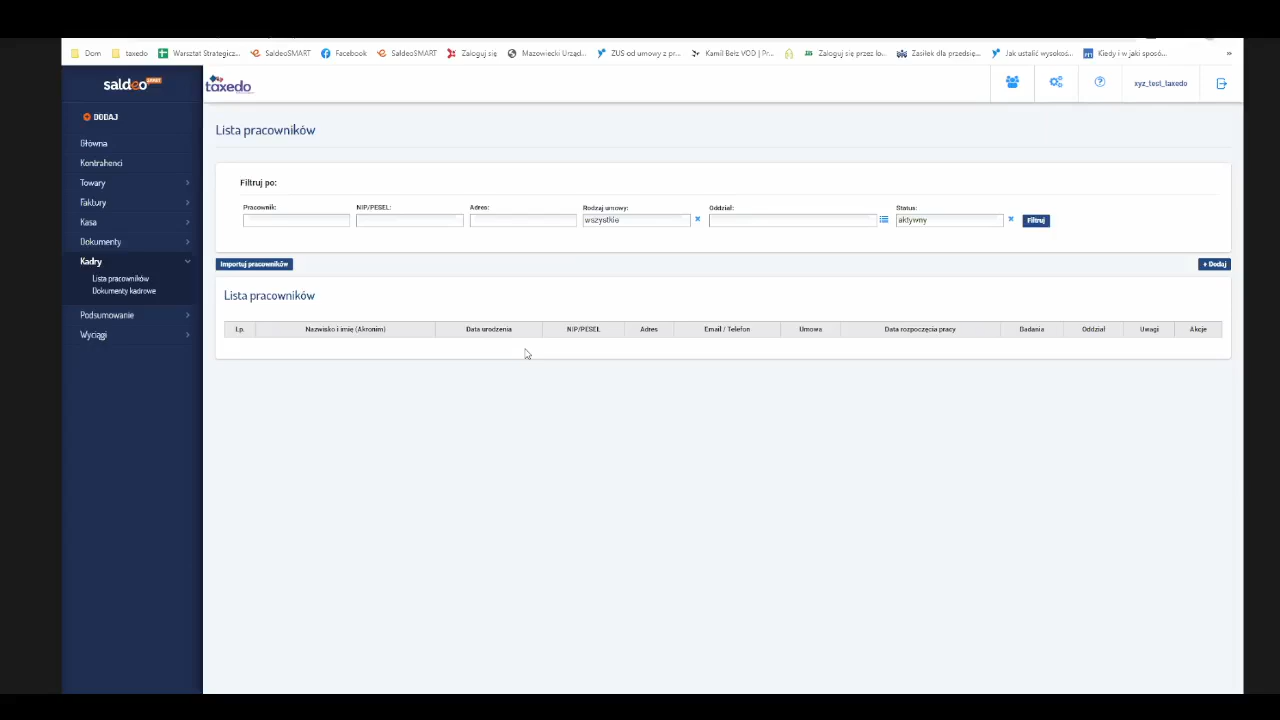 Dom taxedo Warsztat Strategicz... SaldeoSMART Facebook SaldeoSMART Zaloguj się Mazowiecki Urząd... ZUS od umowy z pr... Kamil Bełz VOD | Pr... Zaloguj się przez lo... Zasiłek dla przedsię... Jak ustalić wysokoś... Kiedy i w jaki sposó... »
saldeo SMART
taxedo
xyz_test_taxedo
DODAJ
Główna
Kontrahenci
Towary
Faktury
Kasa
Dokumenty
Kadry
Lista pracowników
Dokumenty kadrowe
Podsumowanie
Wyciągi
Lista pracowników
Filtruj po:
Pracownik: NIP/PESEL: Adres: Rodzaj umowy: Oddział: Status:
wszystkie aktywny Filtruj
Importuj pracowników + Dodaj
Lista pracowników
Lp. Nazwisko i imię (Akronim) Data urodzenia NIP/PESEL Adres Email / Telefon Umowa Data rozpoczęcia pracy Badania Oddział Uwagi Akcje